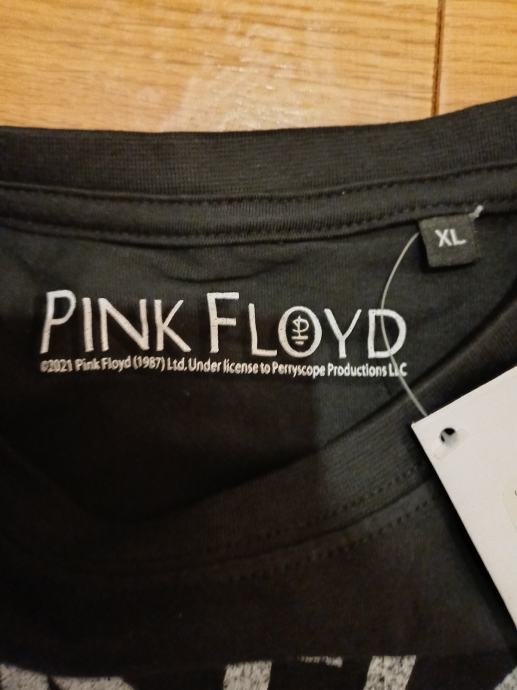 XL
PINK FLOYD
©2021 Pink Floyd (1987) Ltd. Under license to Perryscope Productions LLC